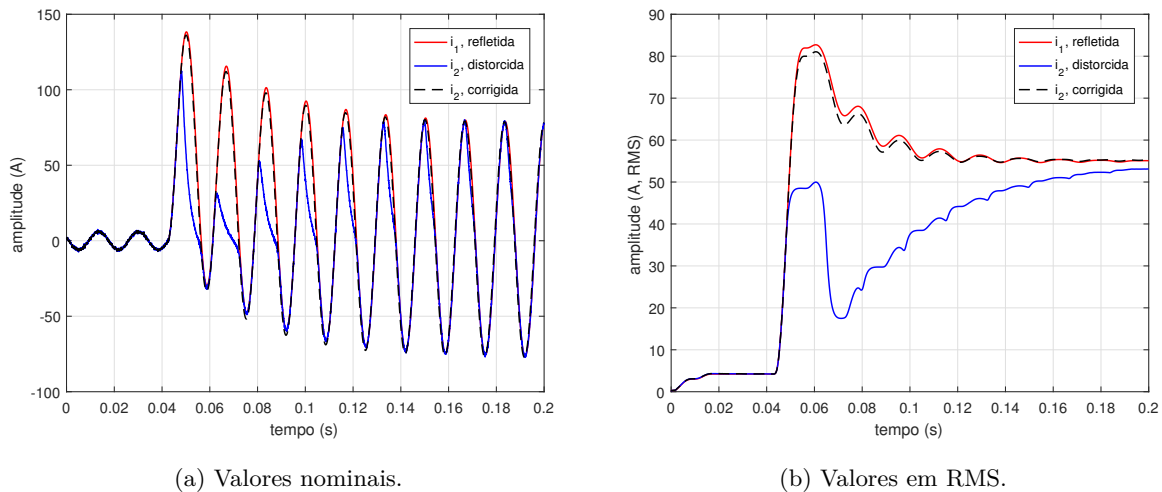 150
100
50
0
-50
-100
amplitude (A)
0 0.02 0.04 0.06 0.08 0.1 0.12 0.14 0.16 0.18 0.2
tempo (s)
i1, refletida
i2, distorcida
i2, corrigida
(a) Valores nominais.
90
80
70
60
50
40
30
20
10
0
amplitude (A, RMS)
0 0.02 0.04 0.06 0.08 0.1 0.12 0.14 0.16 0.18 0.2
tempo (s)
i1, refletida
i2, distorcida
i2, corrigida
(b) Valores em RMS.